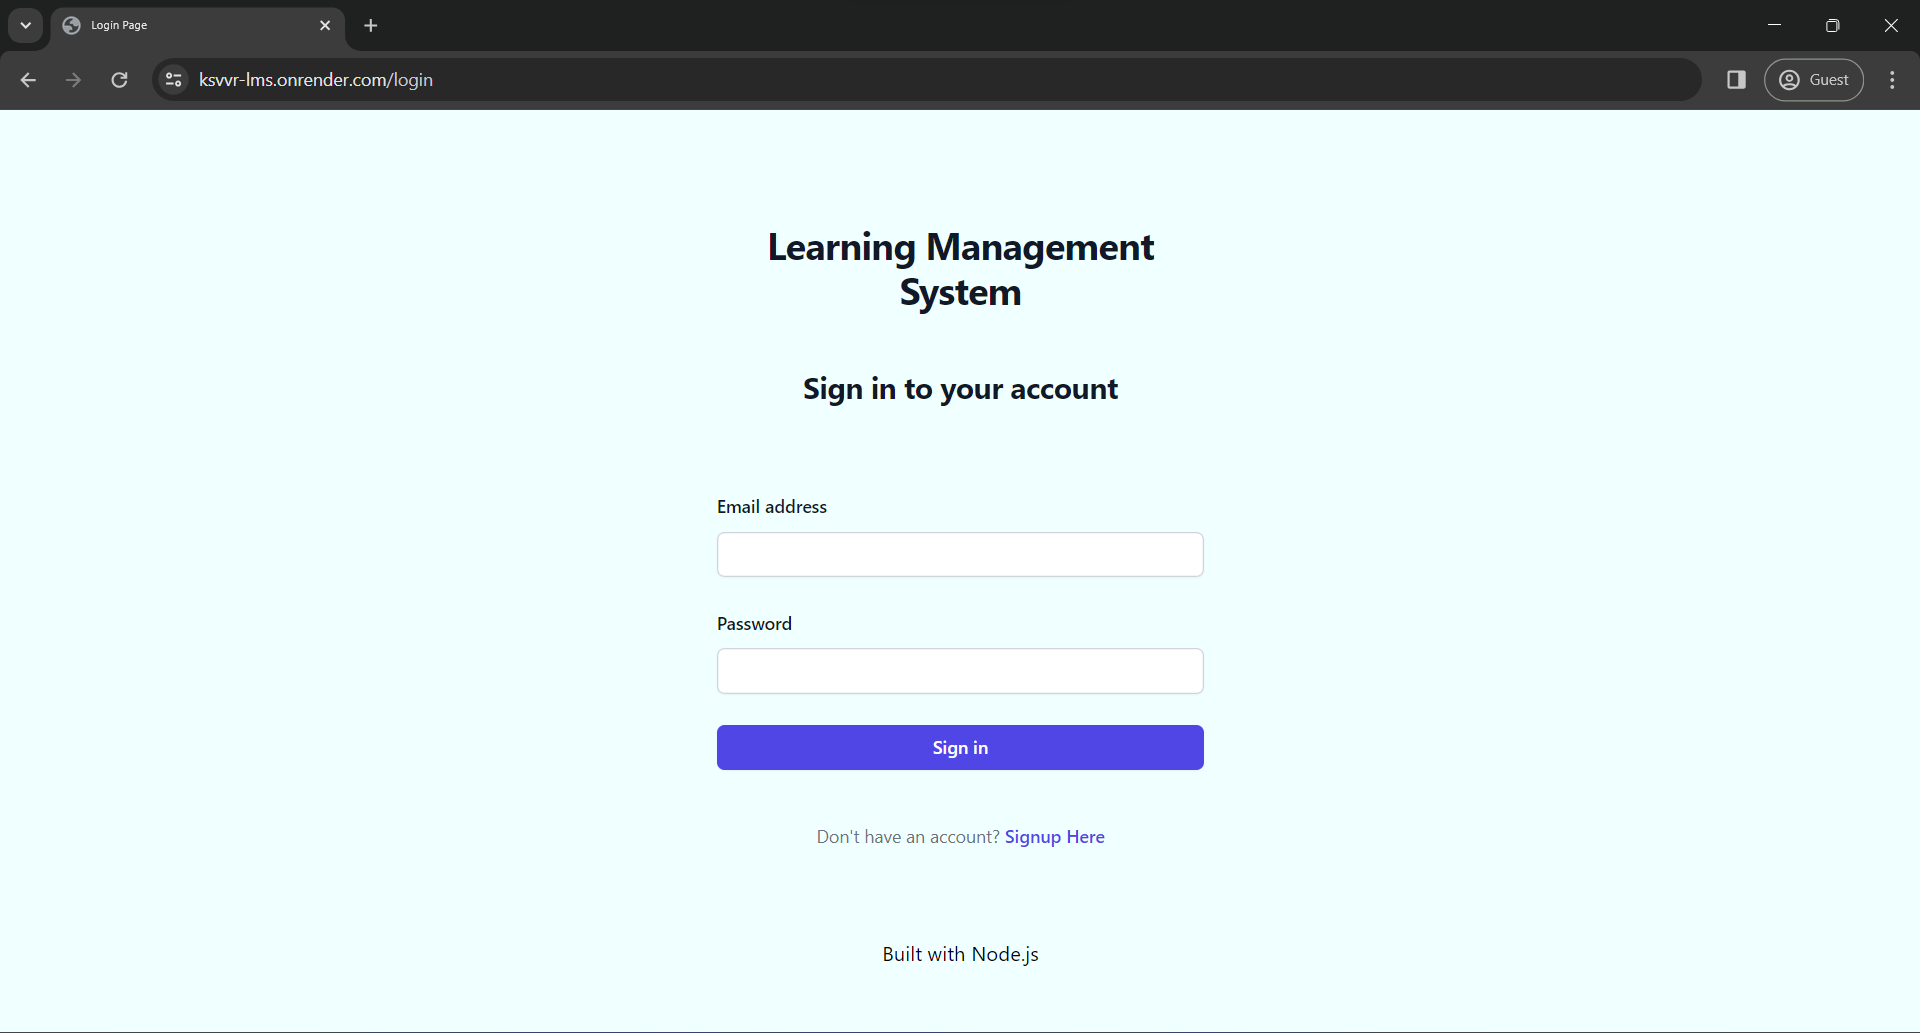 Login Page
ksvvr-lms.onrender.com/login
Guest
Learning Management
System
Sign in to your account
Email address
Password
Sign in
Don't have an account? Signup Here
Built with Node.js